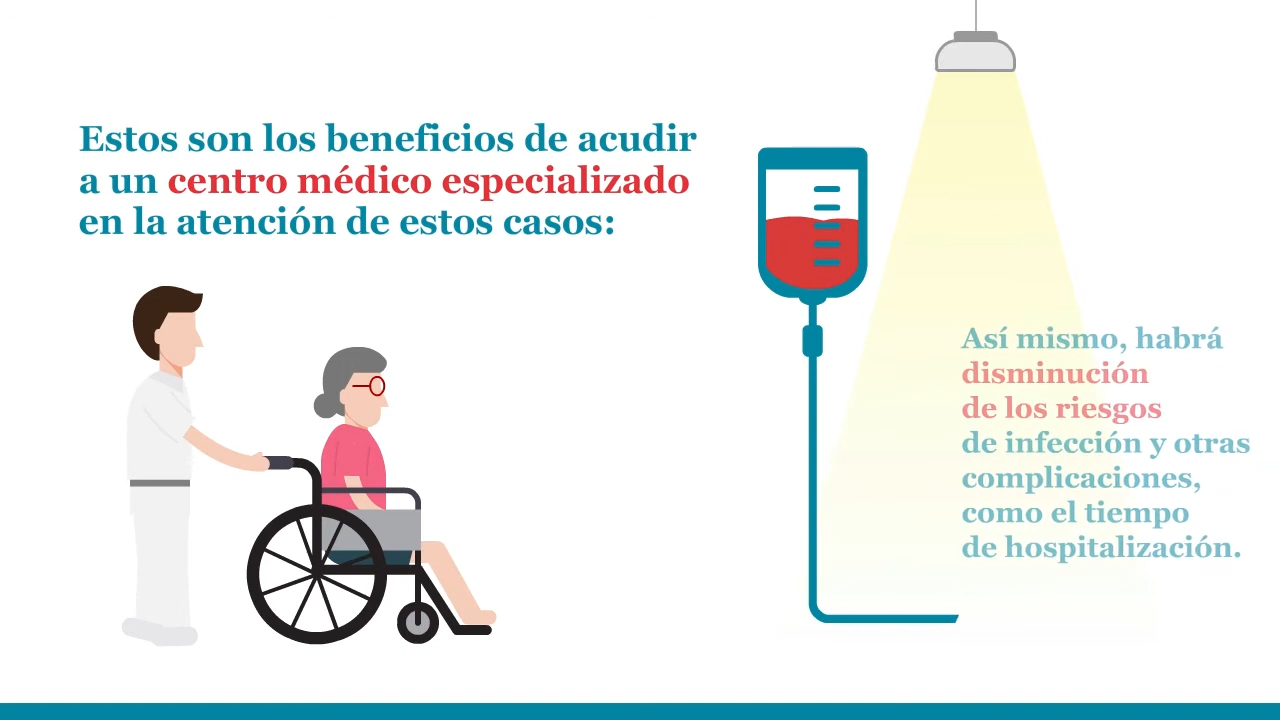 Estos son los beneficios de acudir
a un centro médico especializado
en la atención de estos casos:
Así mismo, habrá
disminución
de los riesgos
de infección y otras
complicaciones,
como el tiempo
de hospitalización.